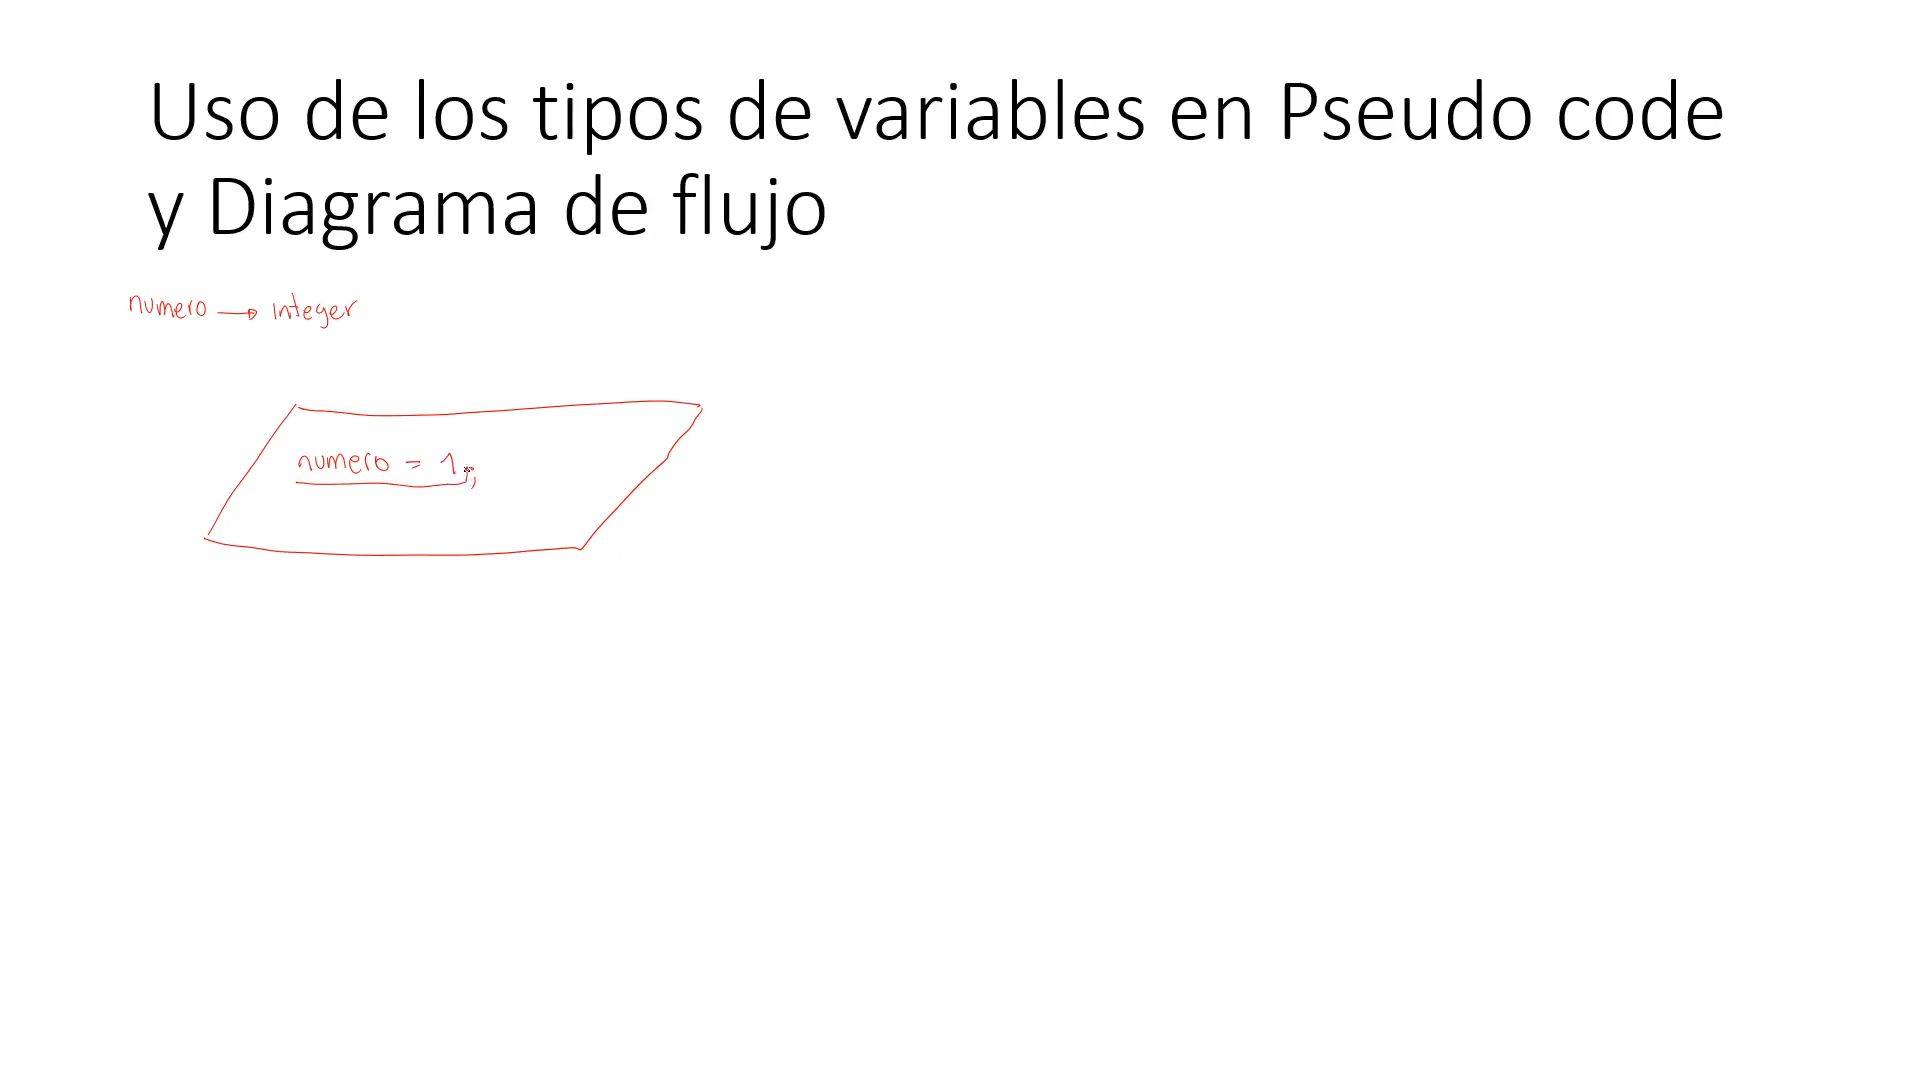 Uso de los tipos de variables en Pseudo code
y Diagrama de flujo
numero → integer
numero = 1;